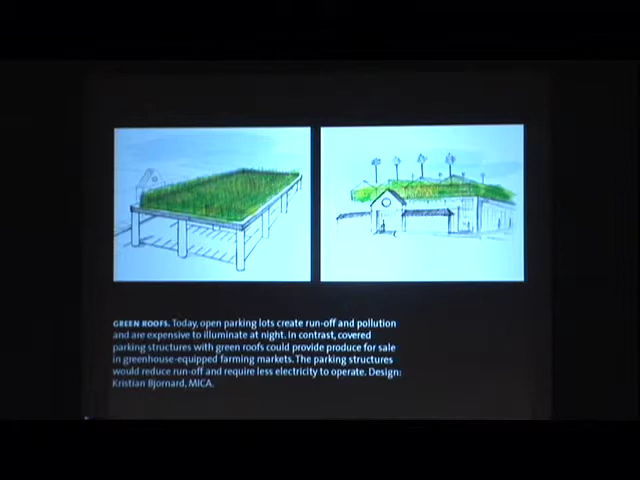 GREEN ROOFS. Today, open parking lots create run-off and pollution
and are expensive to illuminate at night. In contrast, covered
parking structures with green roofs could provide produce for sale
in greenhouse-equipped farming markets. The parking structures
would reduce run-off and require less electricity to operate. Design:
Kristian Bjornard, MICA.